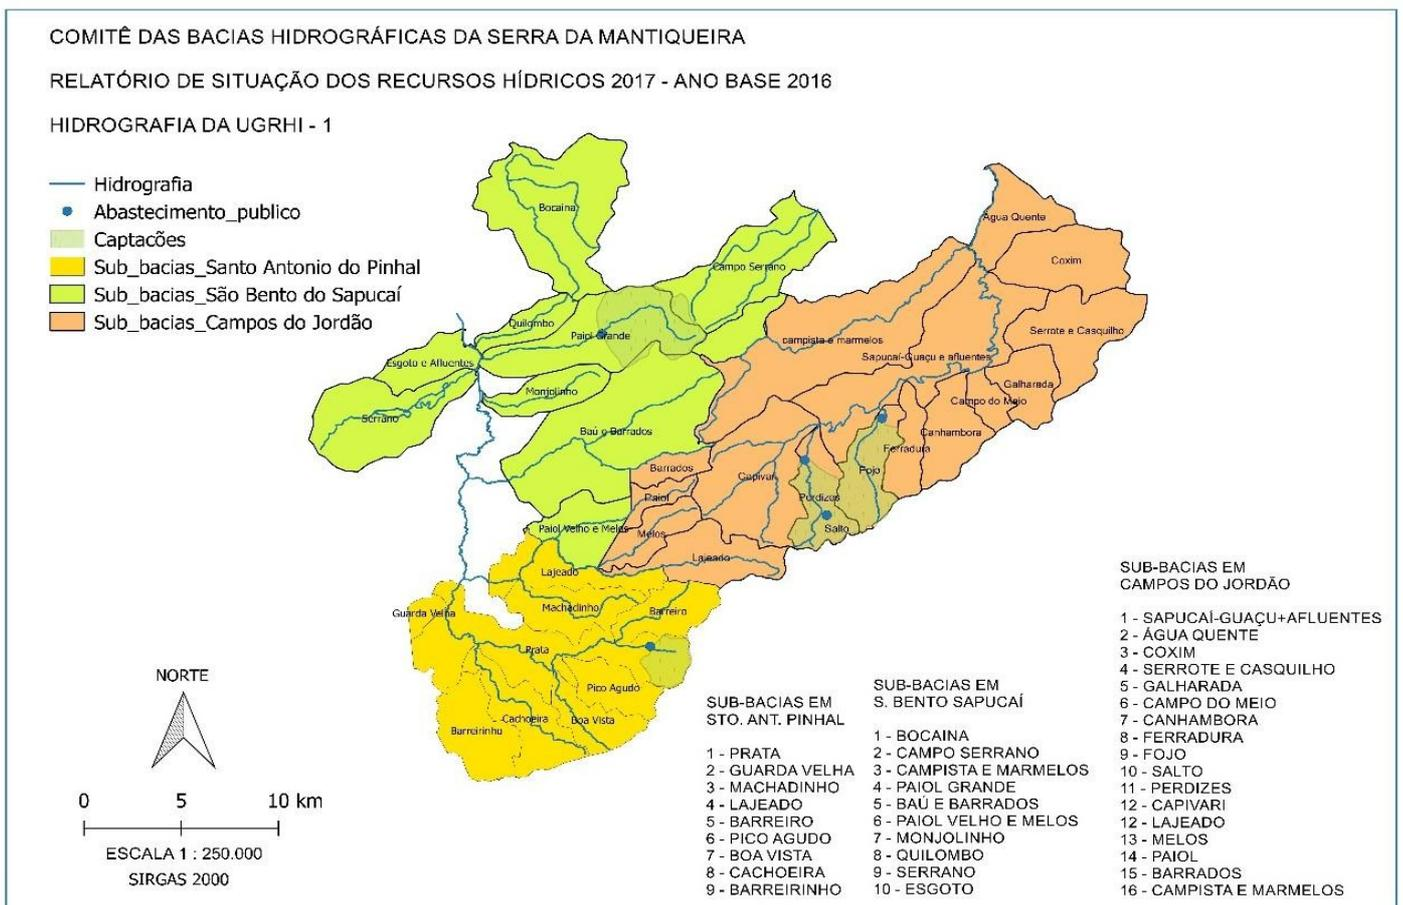 COMITÊ DAS BACIAS HIDROGRÁFICAS DA SERRA DA MANTIQUEIRA
RELATÓRIO DE SITUAÇÃO DOS RECURSOS HÍDRICOS 2017 - ANO BASE 2016
HIDROGRAFIA DA UGRHI - 1
Hidrografia
Abastecimento_publico
Captacões
Sub_bacias_Santo Antonio do Pinhal
Sub_bacias_São Bento do Sapucaí
Sub_bacias_Campos do Jordão
Bocaina
Campo Serrano
Quilombo
Paiol Grande
Esgoto e Afluentes
Monjolinho
Serrano
Baú e Barrados
Paiol Velho e Melos
Água Quente
Coxim
Serrote e Casquilho
campista e marmelos
Sapucaí-Guaçu e afluentes
Galharada
Campo do Meio
Canhambora
Ferradura
Fojo
Barrados
Capivari
Paiol
Perdizes
Salto
Melos
Lajeado
Lajeado
Machadinho
Barreiro
Guarda Velha
Prata
Pico Agudo
Cachoeira
Boa Vista
Barreirinho
NORTE
0 5 10 km
ESCALA 1 : 250.000
SIRGAS 2000
SUB-BACIAS EM
STO. ANT. PINHAL
1 - PRATA
2 - GUARDA VELHA
3 - MACHADINHO
4 - LAJEADO
5 - BARREIRO
6 - PICO AGUDO
7 - BOA VISTA
8 - CACHOEIRA
9 - BARREIRINHO
SUB-BACIAS EM
S. BENTO SAPUCAÍ
1 - BOCAINA
2 - CAMPO SERRANO
3 - CAMPISTA E MARMELOS
4 - PAIOL GRANDE
5 - BAÚ E BARRADOS
6 - PAIOL VELHO E MELOS
7 - MONJOLINHO
8 - QUILOMBO
9 - SERRANO
10 - ESGOTO
SUB-BACIAS EM
CAMPOS DO JORDÃO
1 - SAPUCAÍ-GUAÇU+AFLUENTES
2 - ÁGUA QUENTE
3 - COXIM
4 - SERROTE E CASQUILHO
5 - GALHARADA
6 - CAMPO DO MEIO
7 - CANHAMBORA
8 - FERRADURA
9 - FOJO
10 - SALTO
11 - PERDIZES
12 - CAPIVARI
12 - LAJEADO
13 - MELOS
14 - PAIOL
15 - BARRADOS
16 - CAMPISTA E MARMELOS